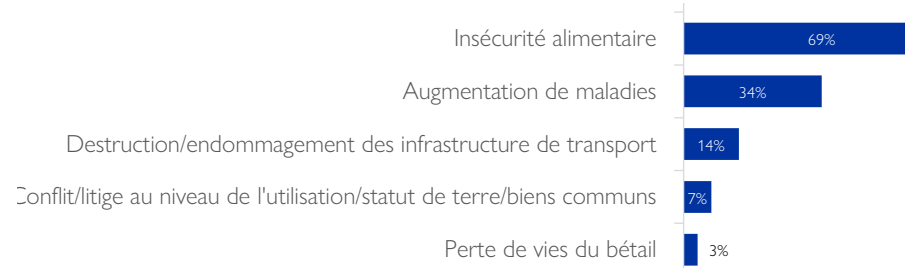 Insécurité alimentaire 69%
Augmentation de maladies 34%
Destruction/endommagement des infrastructure de transport 14%
Conflit/litige au niveau de l'utilisation/statut de terre/biens communs 7%
Perte de vies du bétail 3%